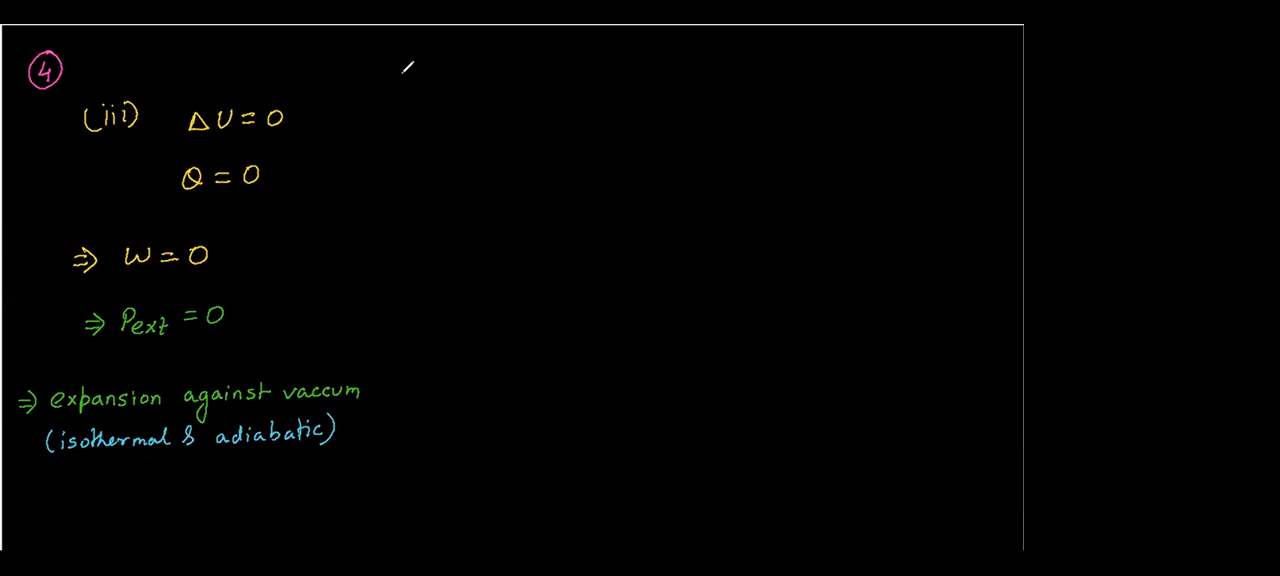 4
(iii) ΔU = 0
Q = 0
⇒ W = 0
⇒ Pext = 0
⇒ expansion against vaccum
(isothermal & adiabatic)